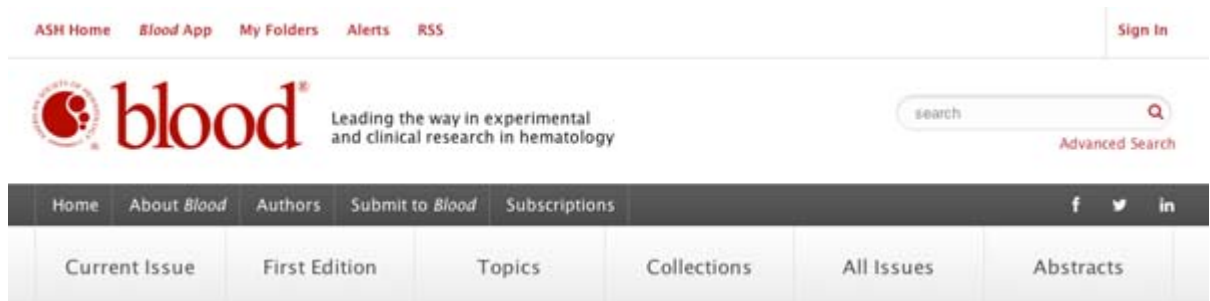 ASH Home Blood App My Folders Alerts RSS Sign In
blood®
Leading the way in experimental
and clinical research in hematology
search
Advanced Search
Home About Blood Authors Submit to Blood Subscriptions f in
Current Issue First Edition Topics Collections All Issues Abstracts